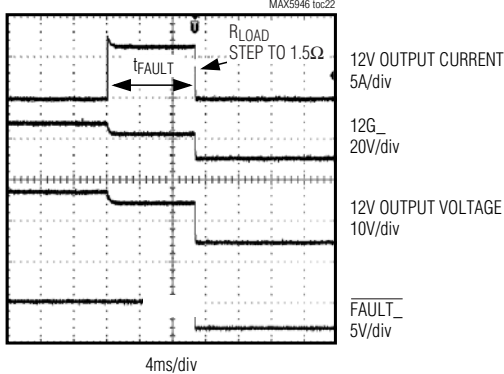 MAX5946 toc22
RLOAD
STEP TO 1.5Ω
tFAULT
12V OUTPUT CURRENT
5A/div
12G_
20V/div
12V OUTPUT VOLTAGE
10V/div
FAULT_
5V/div
4ms/div